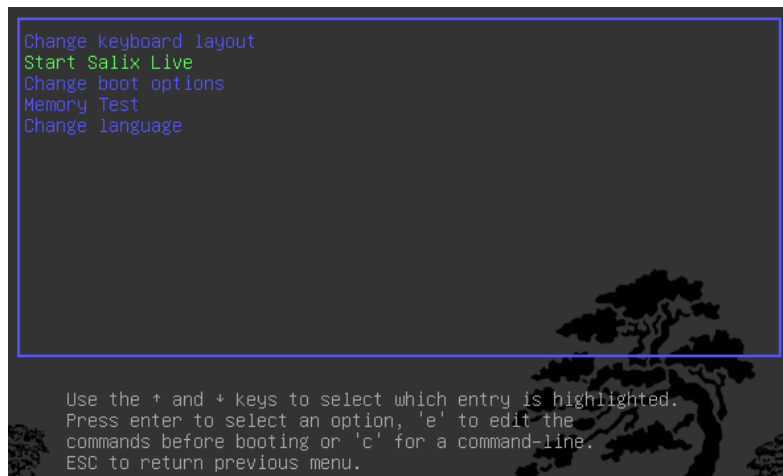 Change keyboard layout
Start Salix Live
Change boot options
Memory Test
Change language
Use the ↑ and ↓ keys to select which entry is highlighted.
Press enter to select an option, 'e' to edit the
commands before booting or 'c' for a command-line.
ESC to return previous menu.